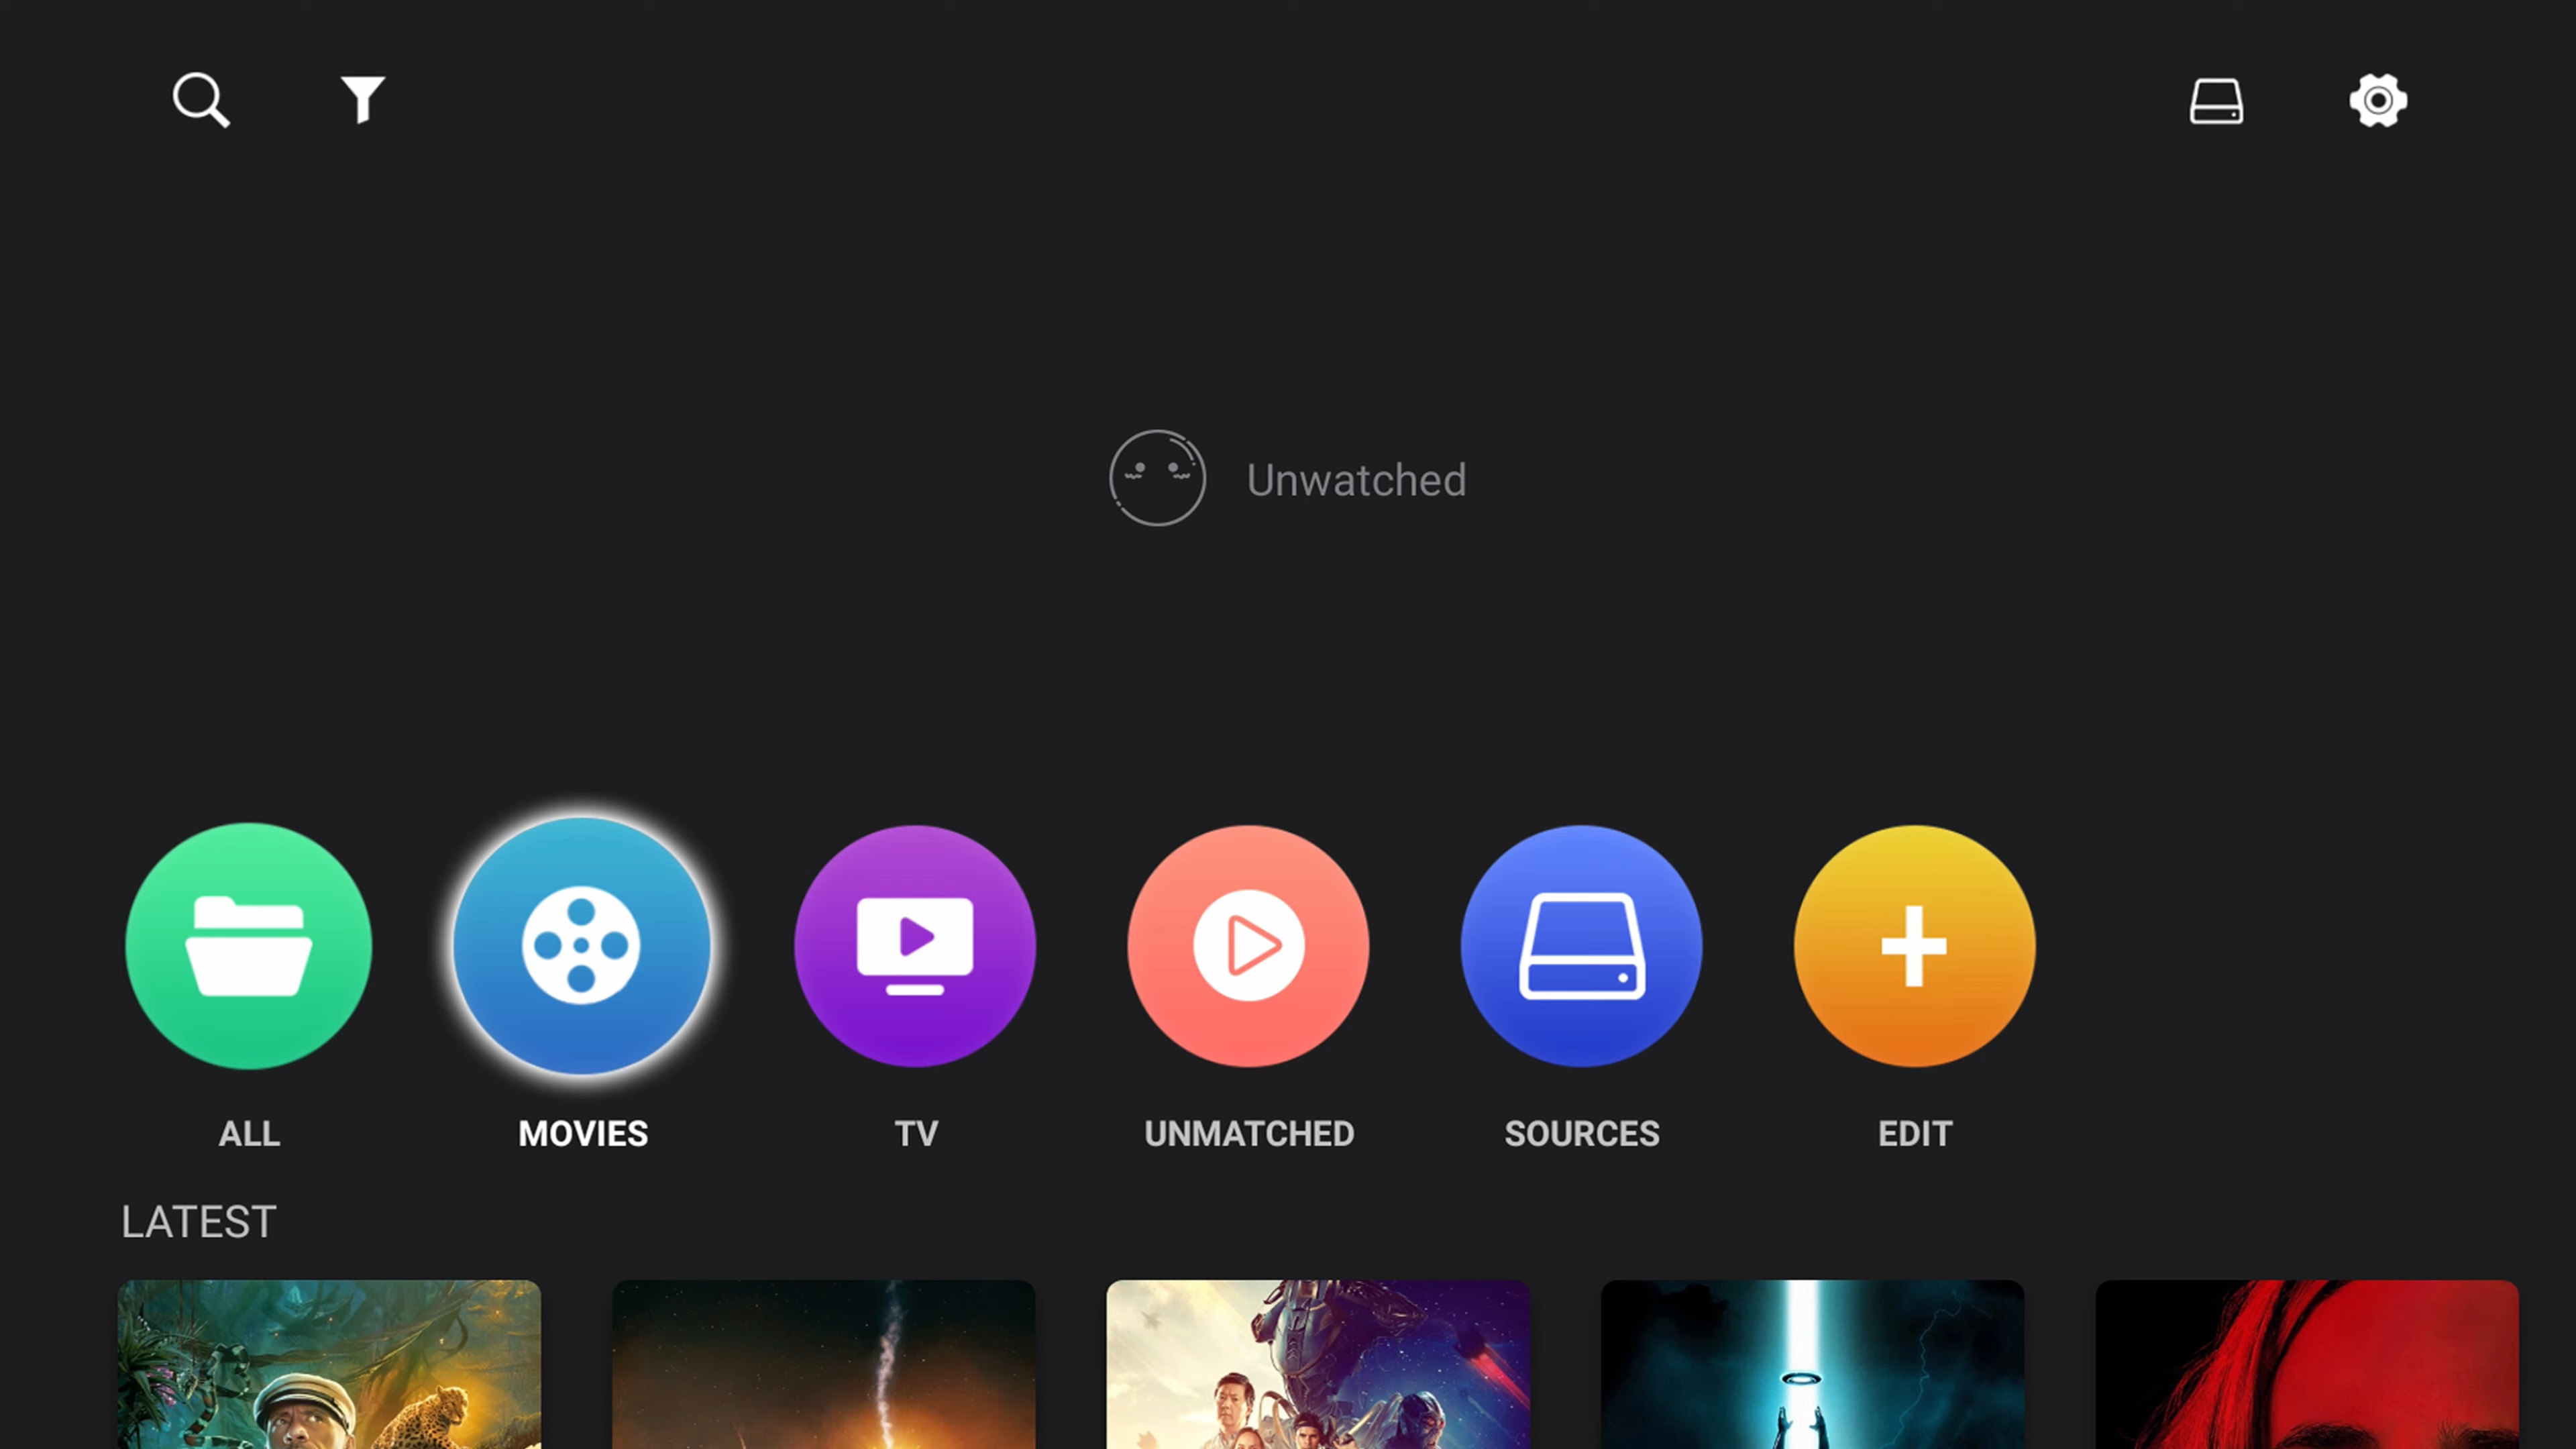 Unwatched
ALL
MOVIES
TV
UNMATCHED
SOURCES
EDIT
LATEST